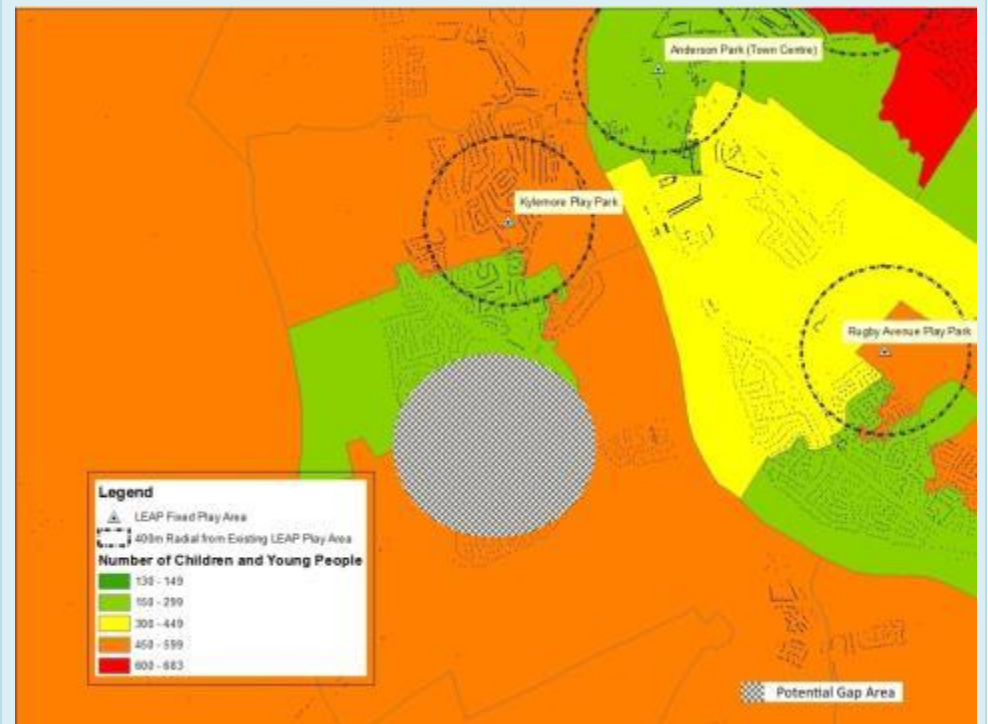 Anderson Park (Town Centre)
Kylemore Play Park
Rugby Avenue Play Park
Legend
LEAP Fixed Play Area
400m Radial from Existing LEAP Play Area
Number of Children and Young People
130 - 149
150 - 299
300 - 449
450 - 599
600 - 683
Potential Gap Area